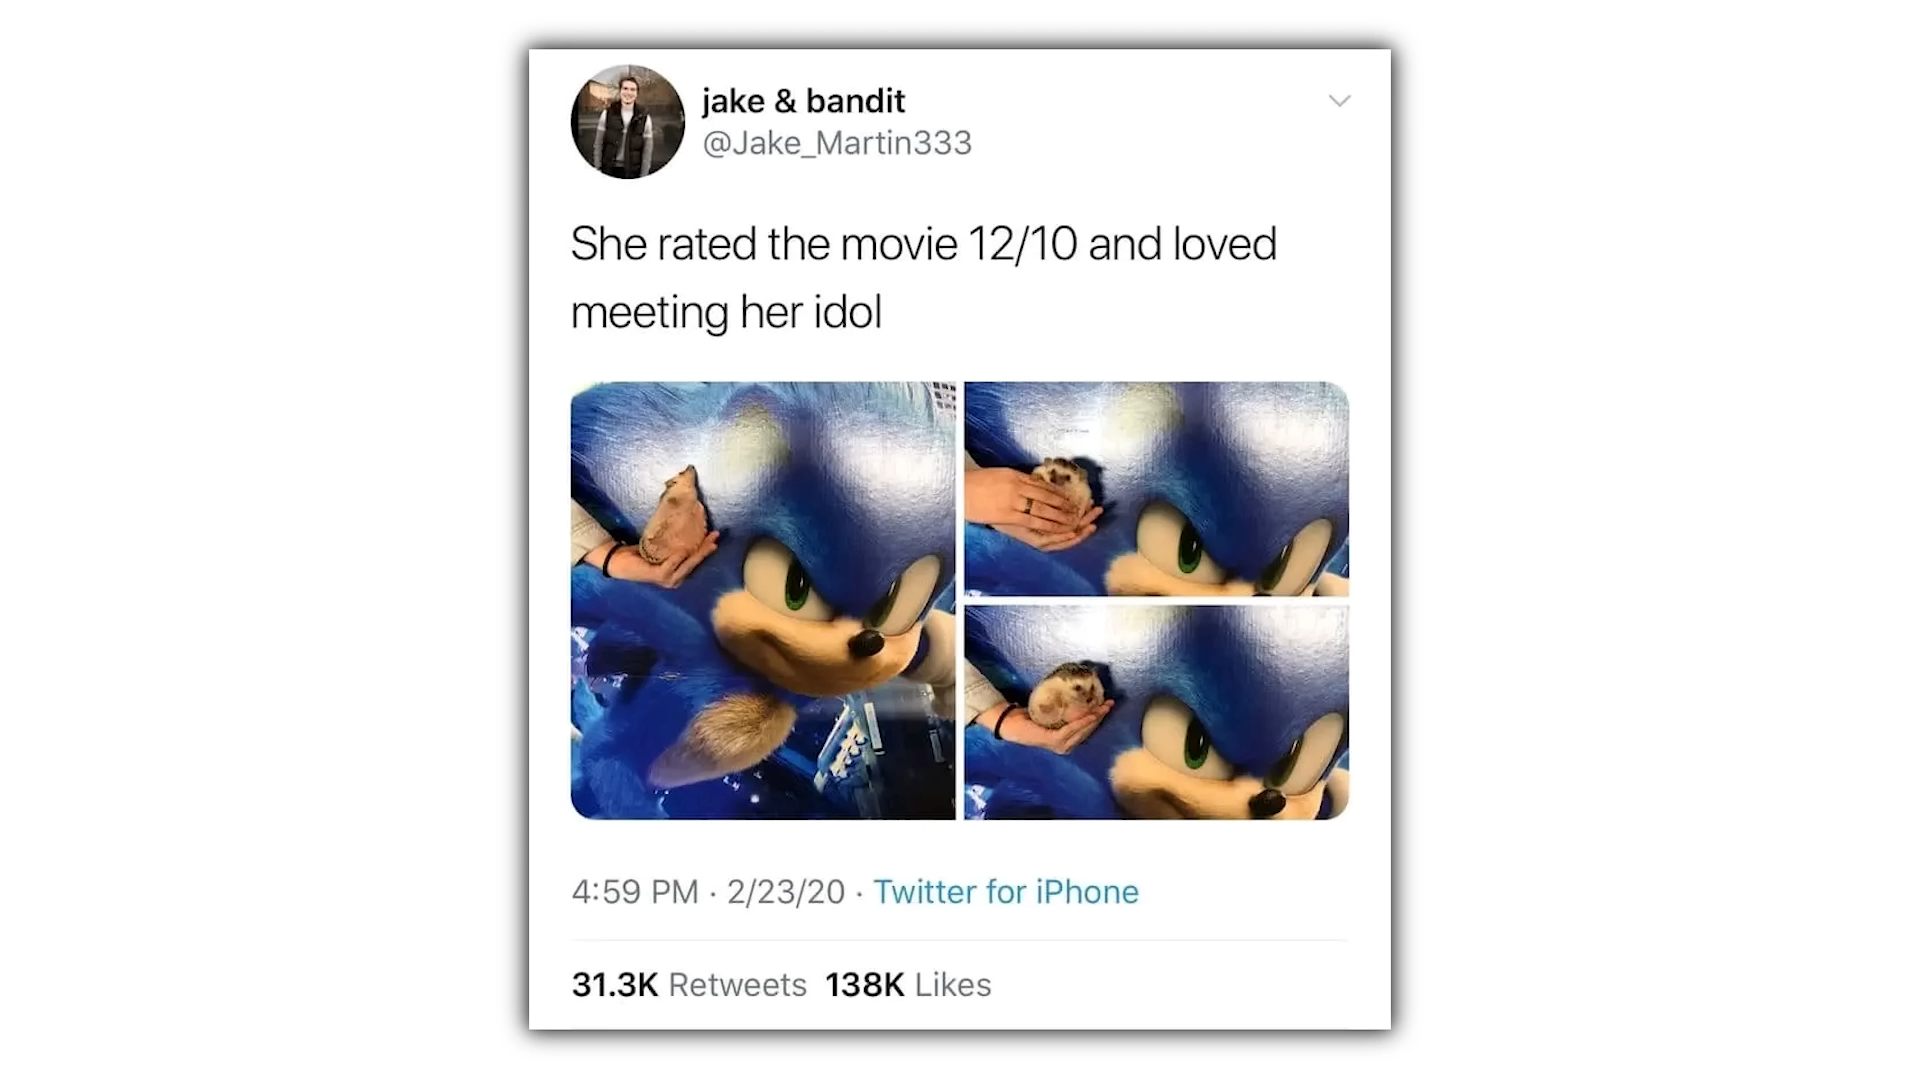 jake & bandit
@Jake_Martin333
She rated the movie 12/10 and loved
meeting her idol
4:59 PM · 2/23/20 · Twitter for iPhone
31.3K Retweets 138K Likes